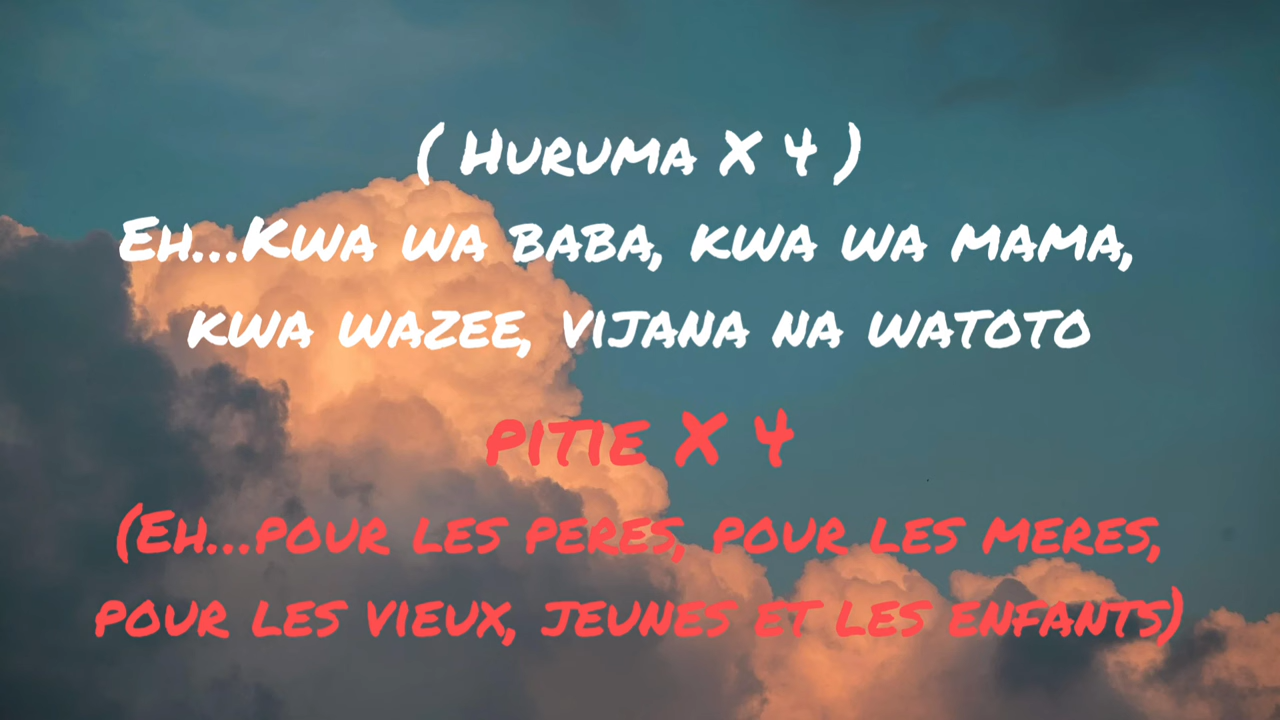 ( Huruma X 4 )
Eh...Kwa wa baba, kwa wa mama,
kwa wazee, vijana na watoto
pitie X 4
(Eh...pour les peres, pour les meres,
pour les vieux, jeunes et les enfants)